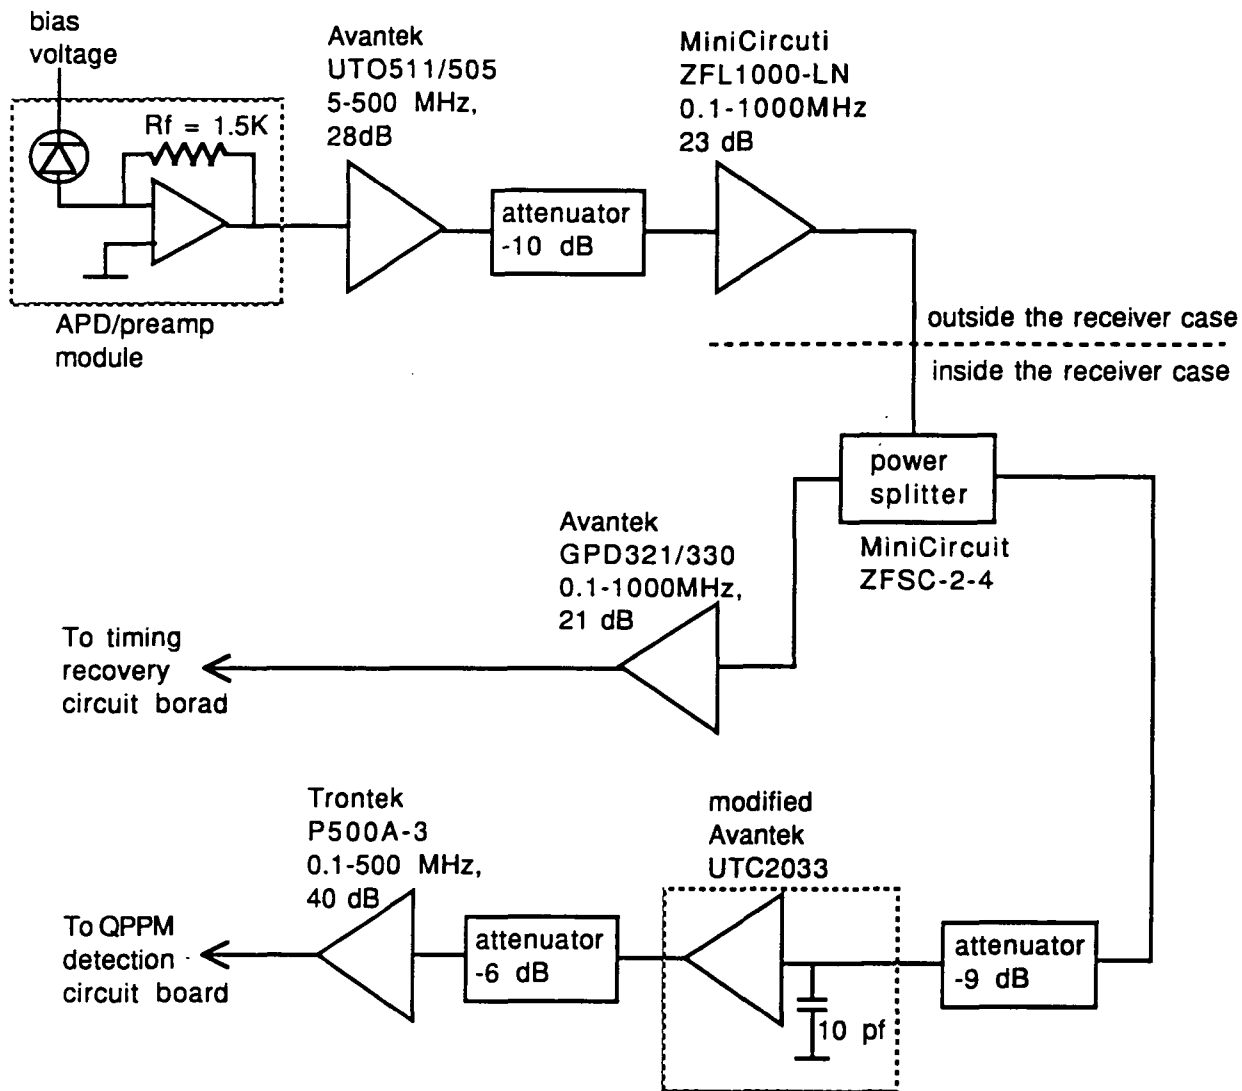 bias
voltage
Rf = 1.5K
APD/preamp
module
Avantek
UTO511/505
5-500 MHz,
28dB
attenuator
-10 dB
MiniCircuti
ZFL1000-LN
0.1-1000MHz
23 dB
outside the receiver case
inside the receiver case
power
splitter
MiniCircuit
ZFSC-2-4
Avantek
GPD321/330
0.1-1000MHz,
21 dB
To timing
recovery
circuit borad
Trontek
P500A-3
0.1-500 MHz,
40 dB
To QPPM
detection
circuit board
attenuator
-6 dB
modified
Avantek
UTC2033
10 pf
attenuator
-9 dB